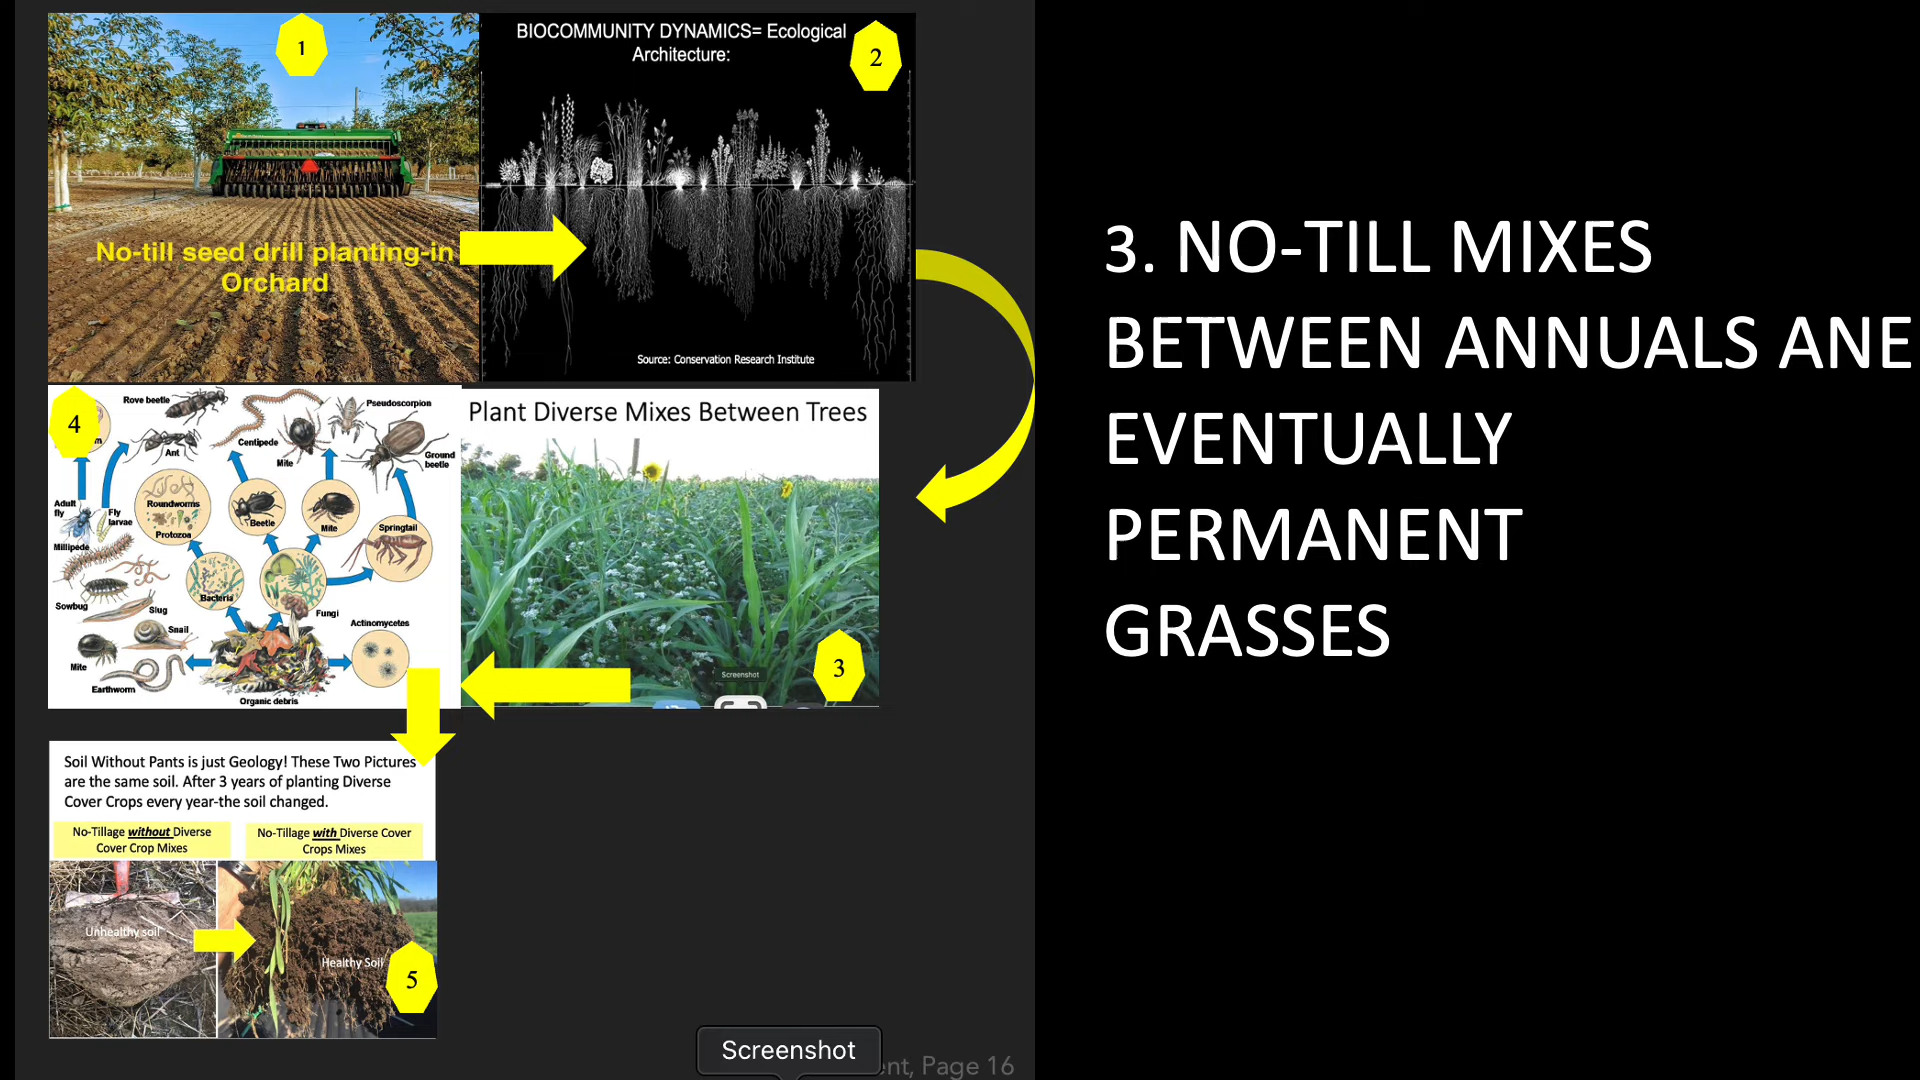 1
No-till seed drill planting-in
Orchard
BIOCOMMUNITY DYNAMICS= Ecological
Architecture:
2
Source: Conservation Research Institute
Plant Diverse Mixes Between Trees
3
Screenshot
4
Rove beetle
Pseudoscorpion
Centipede
Ant
Mite
Ground
beetle
Adult
fly
Fly
larvae
Roundworms
Protozoa
Beetle
Mite
Springtail
Millipede
Bacteria
Sowbug
Slug
Fungi
Snail
Actinomycetes
Mite
Earthworm
Organic debris
Soil Without Pants is just Geology! These Two Pictures
are the same soil. After 3 years of planting Diverse
Cover Crops every year-the soil changed.
No-Tillage without Diverse
Cover Crop Mixes
No-Tillage with Diverse Cover
Crops Mixes
Unhealthy soil
Healthy Soil
5
Screenshot
ent, Page 16
3. NO-TILL MIXES
BETWEEN ANNUALS ANE
EVENTUALLY
PERMANENT
GRASSES